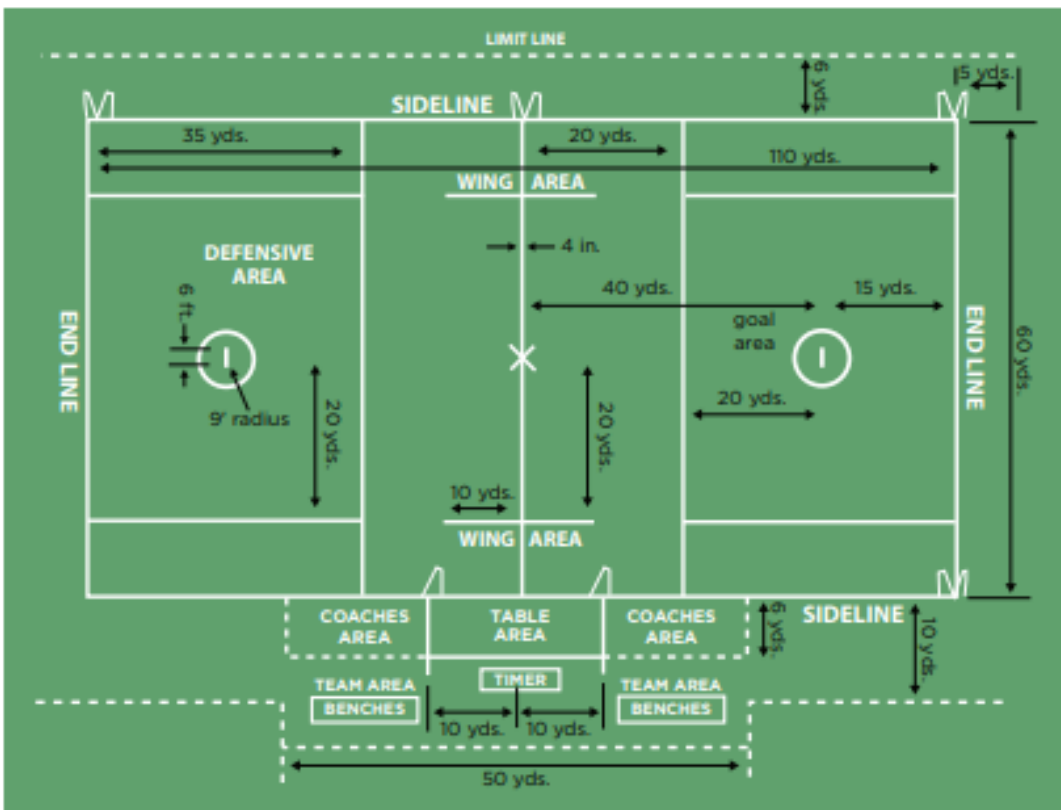 LIMIT LINE
6 yds.
5 yds.
SIDELINE
35 yds.
20 yds.
110 yds.
WING AREA
4 in.
DEFENSIVE
AREA
40 yds.
15 yds.
6 ft.
goal
area
END LINE
END LINE
60 yds.
9' radius
20 yds.
20 yds.
20 yds.
10 yds.
WING AREA
COACHES
AREA
TABLE
AREA
COACHES
AREA
6 yds.
SIDELINE
10 yds.
TIMER
TEAM AREA
BENCHES
TEAM AREA
BENCHES
10 yds.
10 yds.
50 yds.